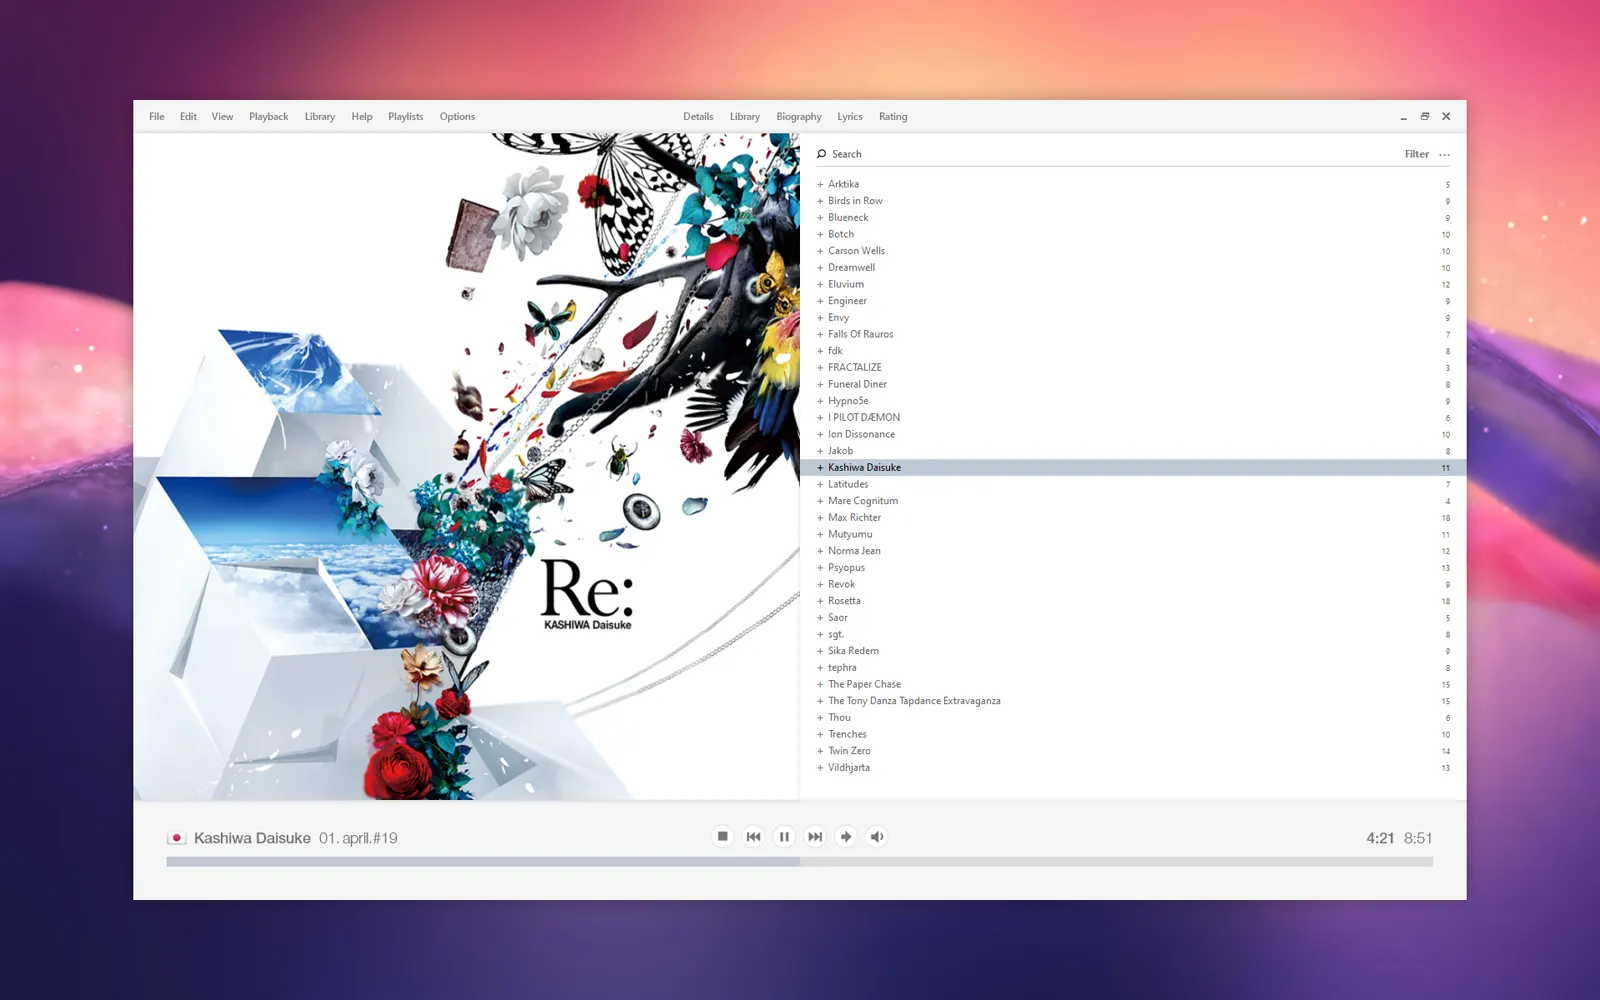 File Edit View Playback Library Help Playlists Options Details Library Biography Lyrics Rating
Search Filter ...
+ Arktika 5
+ Birds in Row 9
+ Blueneck 9
+ Botch 10
+ Carson Wells 10
+ Dreamwell 10
+ Eluvium 12
+ Engineer 9
+ Envy 9
+ Falls Of Rauros 7
+ fdk 8
+ FRACTALIZE 3
+ Funeral Diner 8
+ Hypno5e 9
+ I PILOT DÆMON 6
+ Ion Dissonance 10
+ Jakob 8
+ Kashiwa Daisuke 11
+ Latitudes 7
+ Mare Cognitum 4
+ Max Richter 18
+ Mutyumu 11
+ Norma Jean 12
+ Psyopus 13
+ Revok 9
+ Rosetta 18
+ Saor 5
+ sgt. 8
+ Sika Redem 9
+ tephra 8
+ The Paper Chase 15
+ The Tony Danza Tapdance Extravaganza 15
+ Thou 6
+ Trenches 10
+ Twin Zero 14
+ Vildhjarta 13
Re:
KASHIWA Daisuke
Kashiwa Daisuke 01. april.#19 4:21 8:51